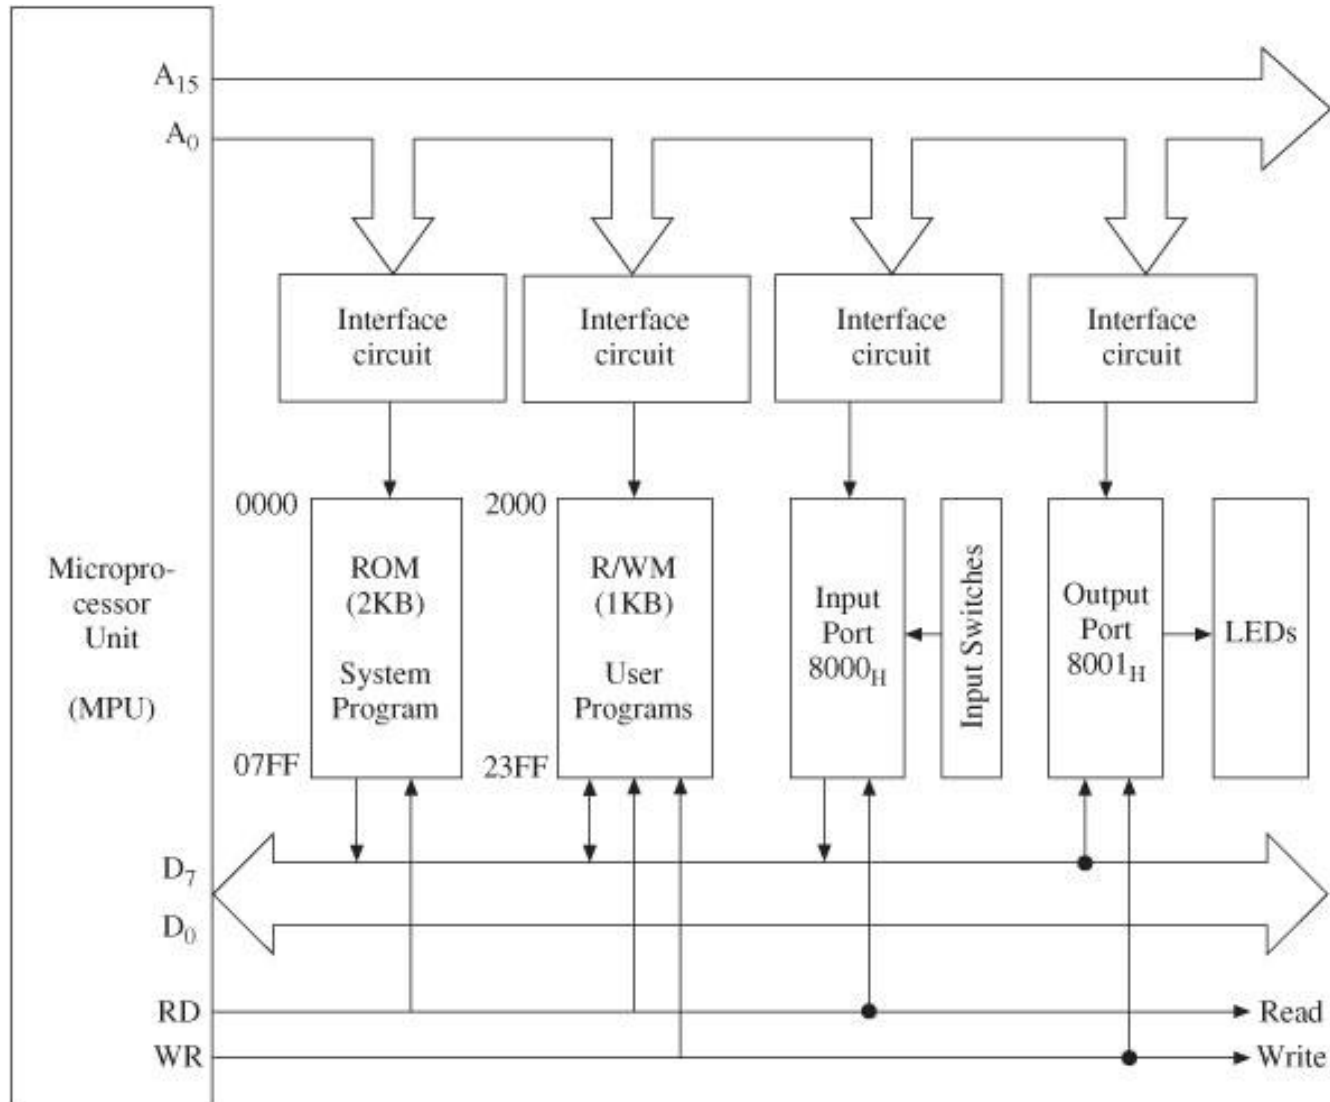 A15
A0
Interface
circuit
Interface
circuit
Interface
circuit
Interface
circuit
Micropro-
cessor
Unit
(MPU)
0000
ROM
(2KB)
System
Program
07FF
2000
R/WM
(1KB)
User
Programs
23FF
Input
Port
8000H
Input Switches
Output
Port
8001H
LEDs
D7
D0
RD
Read
WR
Write